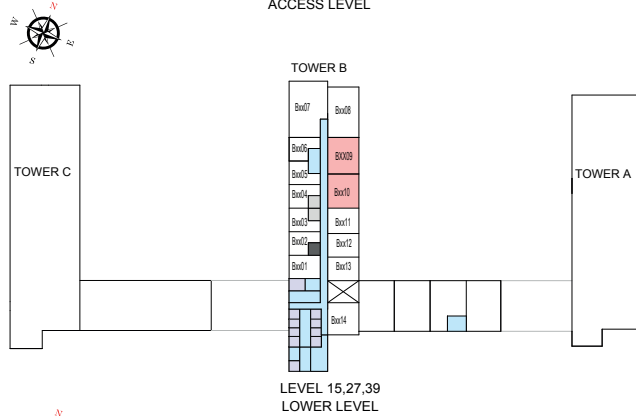 ACCESS LEVEL
N
W
E
S
TOWER B
Bxx07
Bxx08
Bxx06
BXX09
Bxx05
TOWER C
TOWER A
Bxx04
Bxx10
Bxx03
Bxx11
Bxx02
Bxx12
Bxx01
Bxx13
Bxx14
LEVEL 15,27,39
LOWER LEVEL
N